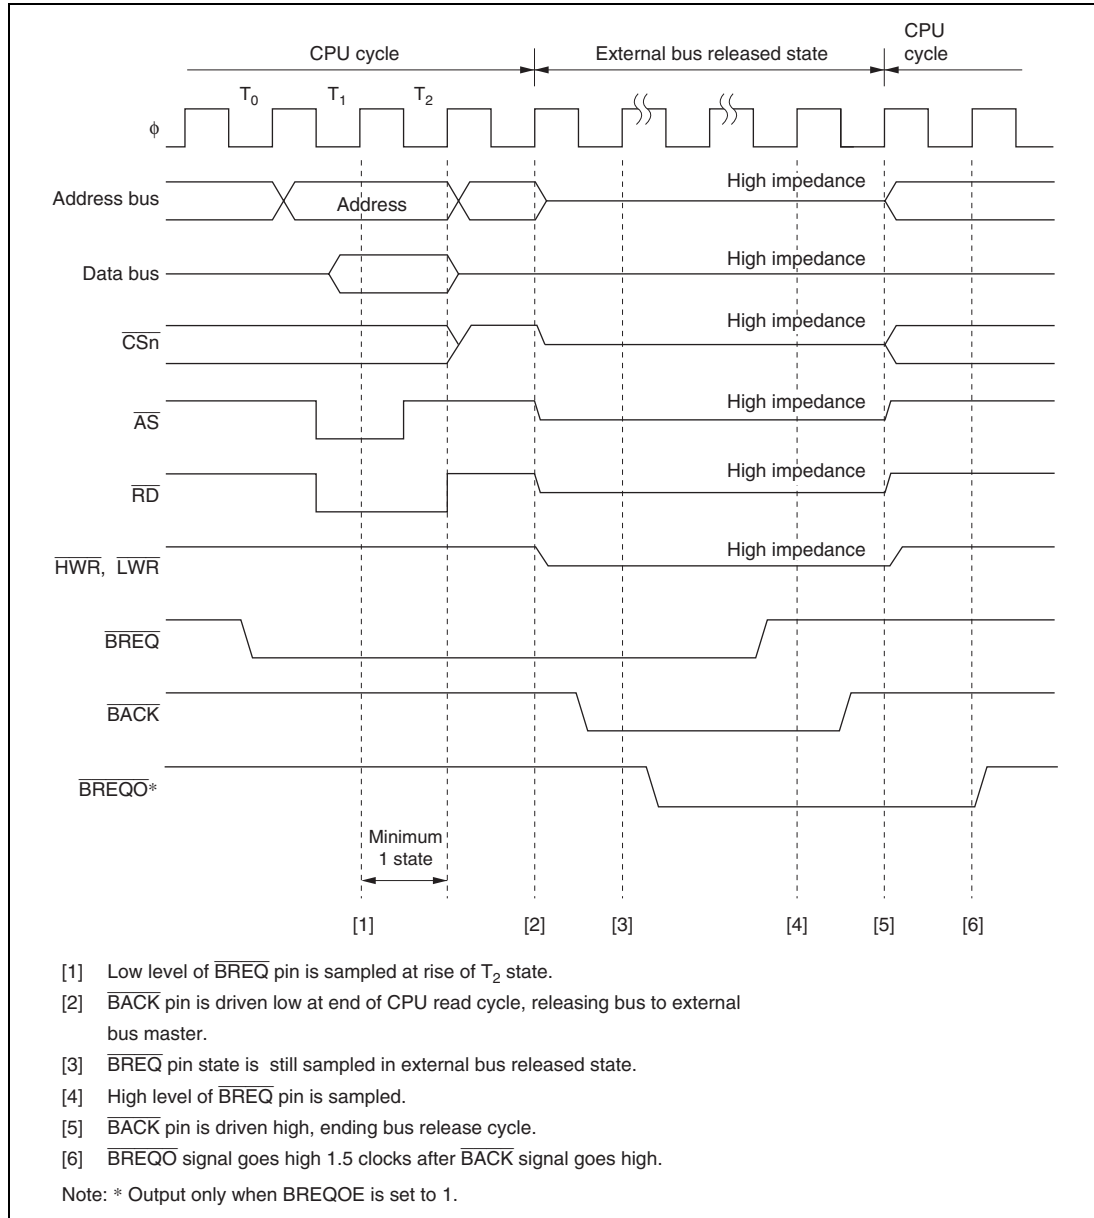 CPU cycle
External bus released state
CPU
cycle
T0
T1
T2
ϕ
Address bus
Address
High impedance
Data bus
High impedance
CSn
High impedance
AS
High impedance
RD
High impedance
HWR, LWR
High impedance
BREQ
BACK
BREQO*
Minimum
1 state
[1] [2] [3] [4] [5] [6]
[1] Low level of BREQ pin is sampled at rise of T2 state.
[2] BACK pin is driven low at end of CPU read cycle, releasing bus to external
bus master.
[3] BREQ pin state is still sampled in external bus released state.
[4] High level of BREQ pin is sampled.
[5] BACK pin is driven high, ending bus release cycle.
[6] BREQO signal goes high 1.5 clocks after BACK signal goes high.
Note: * Output only when BREQOE is set to 1.